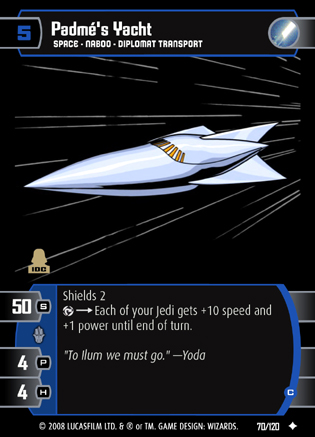 5
Padmé's Yacht
SPACE - NABOO - DIPLOMAT TRANSPORT
IDC
50 S
4 P
4 H
Shields 2
→ Each of your Jedi gets +10 speed and
+1 power until end of turn.
"To Ilum we must go." —Yoda
C
© 2008 LUCASFILM LTD. & ® or TM. GAME DESIGN: WIZARDS. 70/120